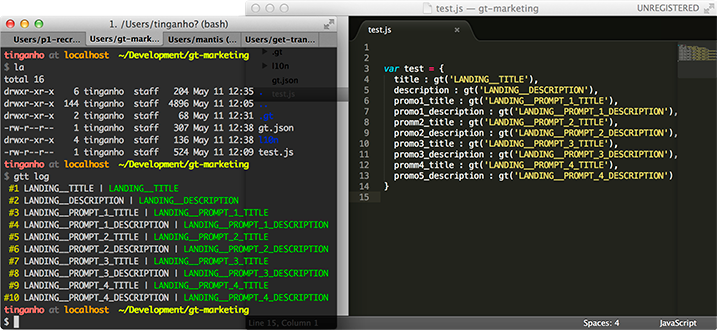 1. /Users/tinganho? (bash)
Users/p1-recr... Users/gt-mark... Users/mantis (... Users/get-tran...
tinganho at localhost ~/Development/gt-marketing
$ la
total 16
drwxr-xr-x 6 tinganho staff 204 May 11 12:35 .
drwxr-xr-x 144 tinganho staff 4896 May 11 12:05 ..
drwxr-xr-x 2 tinganho staff 68 May 11 12:31 .gt
-rw-r--r-- 1 tinganho staff 307 May 11 12:38 gt.json
drwxr-xr-x 4 tinganho staff 136 May 11 12:38 l10n
-rw-r--r-- 1 tinganho staff 524 May 11 12:09 test.js
tinganho at localhost ~/Development/gt-marketing
$ gtt log
#1 LANDING__TITLE | LANDING__TITLE
#2 LANDING__DESCRIPTION | LANDING__DESCRIPTION
#3 LANDING__PROMPT_1_TITLE | LANDING__PROMPT_1_TITLE
#4 LANDING__PROMPT_1_DESCRIPTION | LANDING__PROMPT_1_DESCRIPTION
#5 LANDING__PROMPT_2_TITLE | LANDING__PROMPT_2_TITLE
#6 LANDING__PROMPT_2_DESCRIPTION | LANDING__PROMPT_2_DESCRIPTION
#7 LANDING__PROMPT_3_TITLE | LANDING__PROMPT_3_TITLE
#8 LANDING__PROMPT_3_DESCRIPTION | LANDING__PROMPT_3_DESCRIPTION
#9 LANDING__PROMPT_4_TITLE | LANDING__PROMPT_4_TITLE
#10 LANDING__PROMPT_4_DESCRIPTION | LANDING__PROMPT_4_DESCRIPTION
tinganho at localhost ~/Development/gt-marketing
$
test.js — gt-marketing UNREGISTERED
.gt
l10n
gt.json
test.js
test.js
1
2
3 var test = {
4 title : gt('LANDING__TITLE'),
5 description : gt('LANDING__DESCRIPTION'),
6 promo1_title : gt('LANDING__PROMPT_1_TITLE'),
7 promo1_description : gt('LANDING__PROMPT_1_DESCRIPTION'),
8 promom2_title : gt('LANDING__PROMPT_2_TITLE'),
9 promo2_description : gt('LANDING__PROMPT_2_DESCRIPTION'),
10 promo3_title : gt('LANDING__PROMPT_3_TITLE'),
11 promo3_description : gt('LANDING__PROMPT_3_DESCRIPTION'),
12 promm4_title : gt('LANDING__PROMPT_4_TITLE'),
13 promo5_description : gt('LANDING__PROMPT_4_DESCRIPTION')
14 }
15
Line 15, Column 1 Spaces: 4 JavaScript